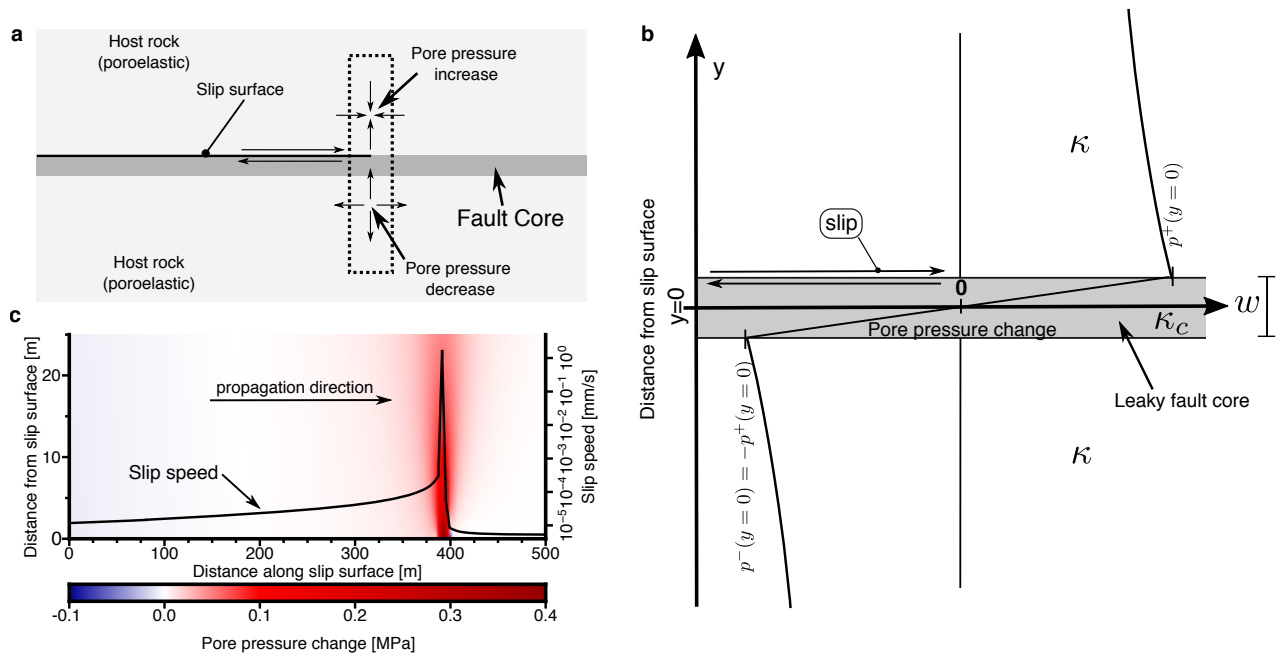 a
Host rock
(poroelastic)
Pore pressure
increase
Slip surface
Fault Core
Host rock
(poroelastic)
Pore pressure
decrease
b
y
κ
p⁺(y = 0)
slip
Distance from slip surface
y=0
0
κ_c
w
Pore pressure change
Leaky fault core
p⁻(y = 0) = −p⁺(y = 0)
κ
c
Distance from slip surface [m]
20
10
0
propagation direction
Slip speed
10⁰
10⁻¹
10⁻²
10⁻³
10⁻⁴
10⁻⁵
Slip speed [mm/s]
0 100 200 300 400 500
Distance along slip surface [m]
-0.1 0.0 0.1 0.2 0.3 0.4
Pore pressure change [MPa]